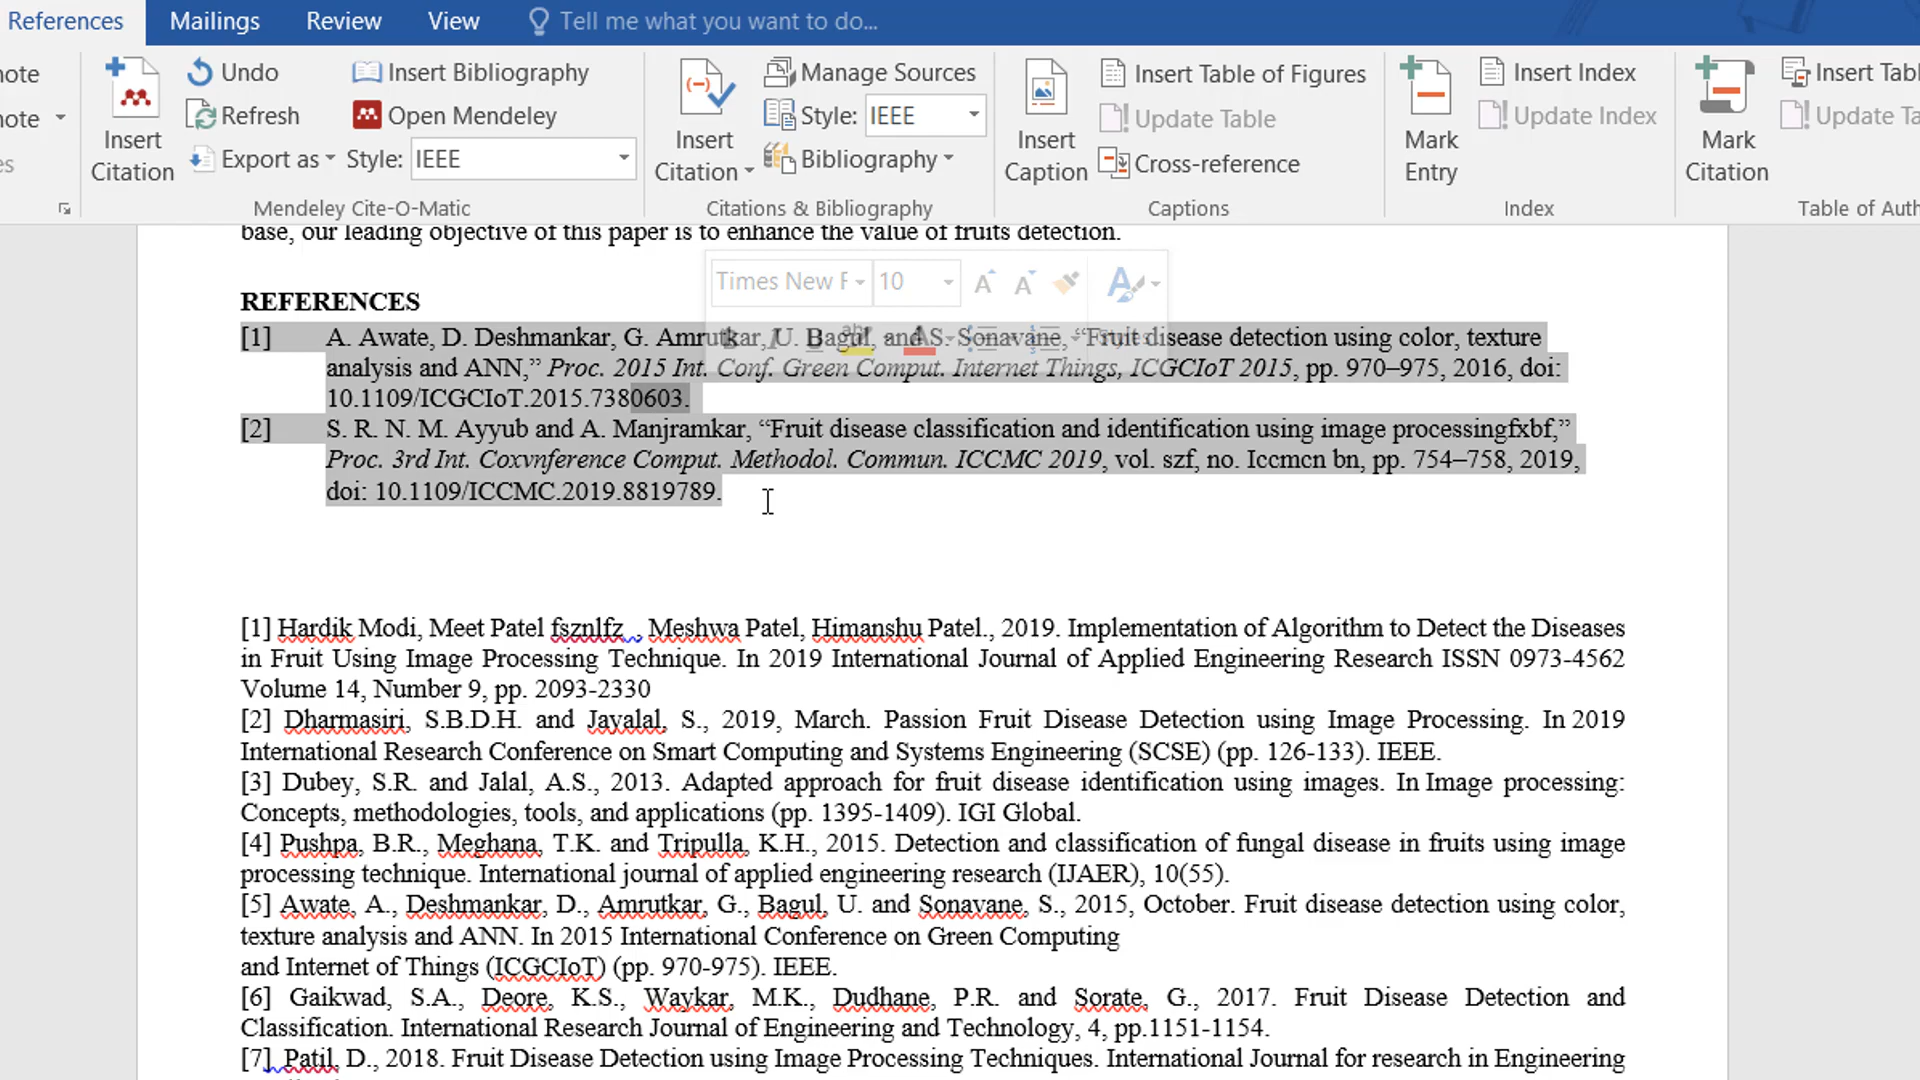 References Mailings Review View Tell me what you want to do...
note Undo Insert Bibliography Manage Sources Insert Table of Figures Insert Index Insert Tabl
note Refresh Open Mendeley Style: IEEE Update Table Update Index Update Ta
Insert Citation Export as Style: IEEE Insert Citation Bibliography Insert Caption Cross-reference Mark Entry Mark Citation
es Mendeley Cite-O-Matic Citations & Bibliography Captions Index Table of Auth
base, our leading objective of this paper is to enhance the value of fruits detection.
Times New F 10
REFERENCES
[1] A. Awate, D. Deshmankar, G. Amrutkar, U. Bagul, and S. Sonavane, “Fruit disease detection using color, texture
analysis and ANN,” Proc. 2015 Int. Conf. Green Comput. Internet Things, ICGCIoT 2015, pp. 970–975, 2016, doi:
10.1109/ICGCIoT.2015.7380603.
[2] S. R. N. M. Ayyub and A. Manjramkar, “Fruit disease classification and identification using image processingfxbf,”
Proc. 3rd Int. Coxvnference Comput. Methodol. Commun. ICCMC 2019, vol. szf, no. Iccmcn bn, pp. 754–758, 2019,
doi: 10.1109/ICCMC.2019.8819789.
[1] Hardik Modi, Meet Patel fsznlfz , Meshwa Patel, Himanshu Patel., 2019. Implementation of Algorithm to Detect the Diseases
in Fruit Using Image Processing Technique. In 2019 International Journal of Applied Engineering Research ISSN 0973-4562
Volume 14, Number 9, pp. 2093-2330
[2] Dharmasiri, S.B.D.H. and Jayalal, S., 2019, March. Passion Fruit Disease Detection using Image Processing. In 2019
International Research Conference on Smart Computing and Systems Engineering (SCSE) (pp. 126-133). IEEE.
[3] Dubey, S.R. and Jalal, A.S., 2013. Adapted approach for fruit disease identification using images. In Image processing:
Concepts, methodologies, tools, and applications (pp. 1395-1409). IGI Global.
[4] Pushpa, B.R., Meghana, T.K. and Tripulla, K.H., 2015. Detection and classification of fungal disease in fruits using image
processing technique. International journal of applied engineering research (IJAER), 10(55).
[5] Awate, A., Deshmankar, D., Amrutkar, G., Bagul, U. and Sonavane, S., 2015, October. Fruit disease detection using color,
texture analysis and ANN. In 2015 International Conference on Green Computing
and Internet of Things (ICGCIoT) (pp. 970-975). IEEE.
[6] Gaikwad, S.A., Deore, K.S., Waykar, M.K., Dudhane, P.R. and Sorate, G., 2017. Fruit Disease Detection and
Classification. International Research Journal of Engineering and Technology, 4, pp.1151-1154.
[7] Patil, D., 2018. Fruit Disease Detection using Image Processing Techniques. International Journal for research in Engineering